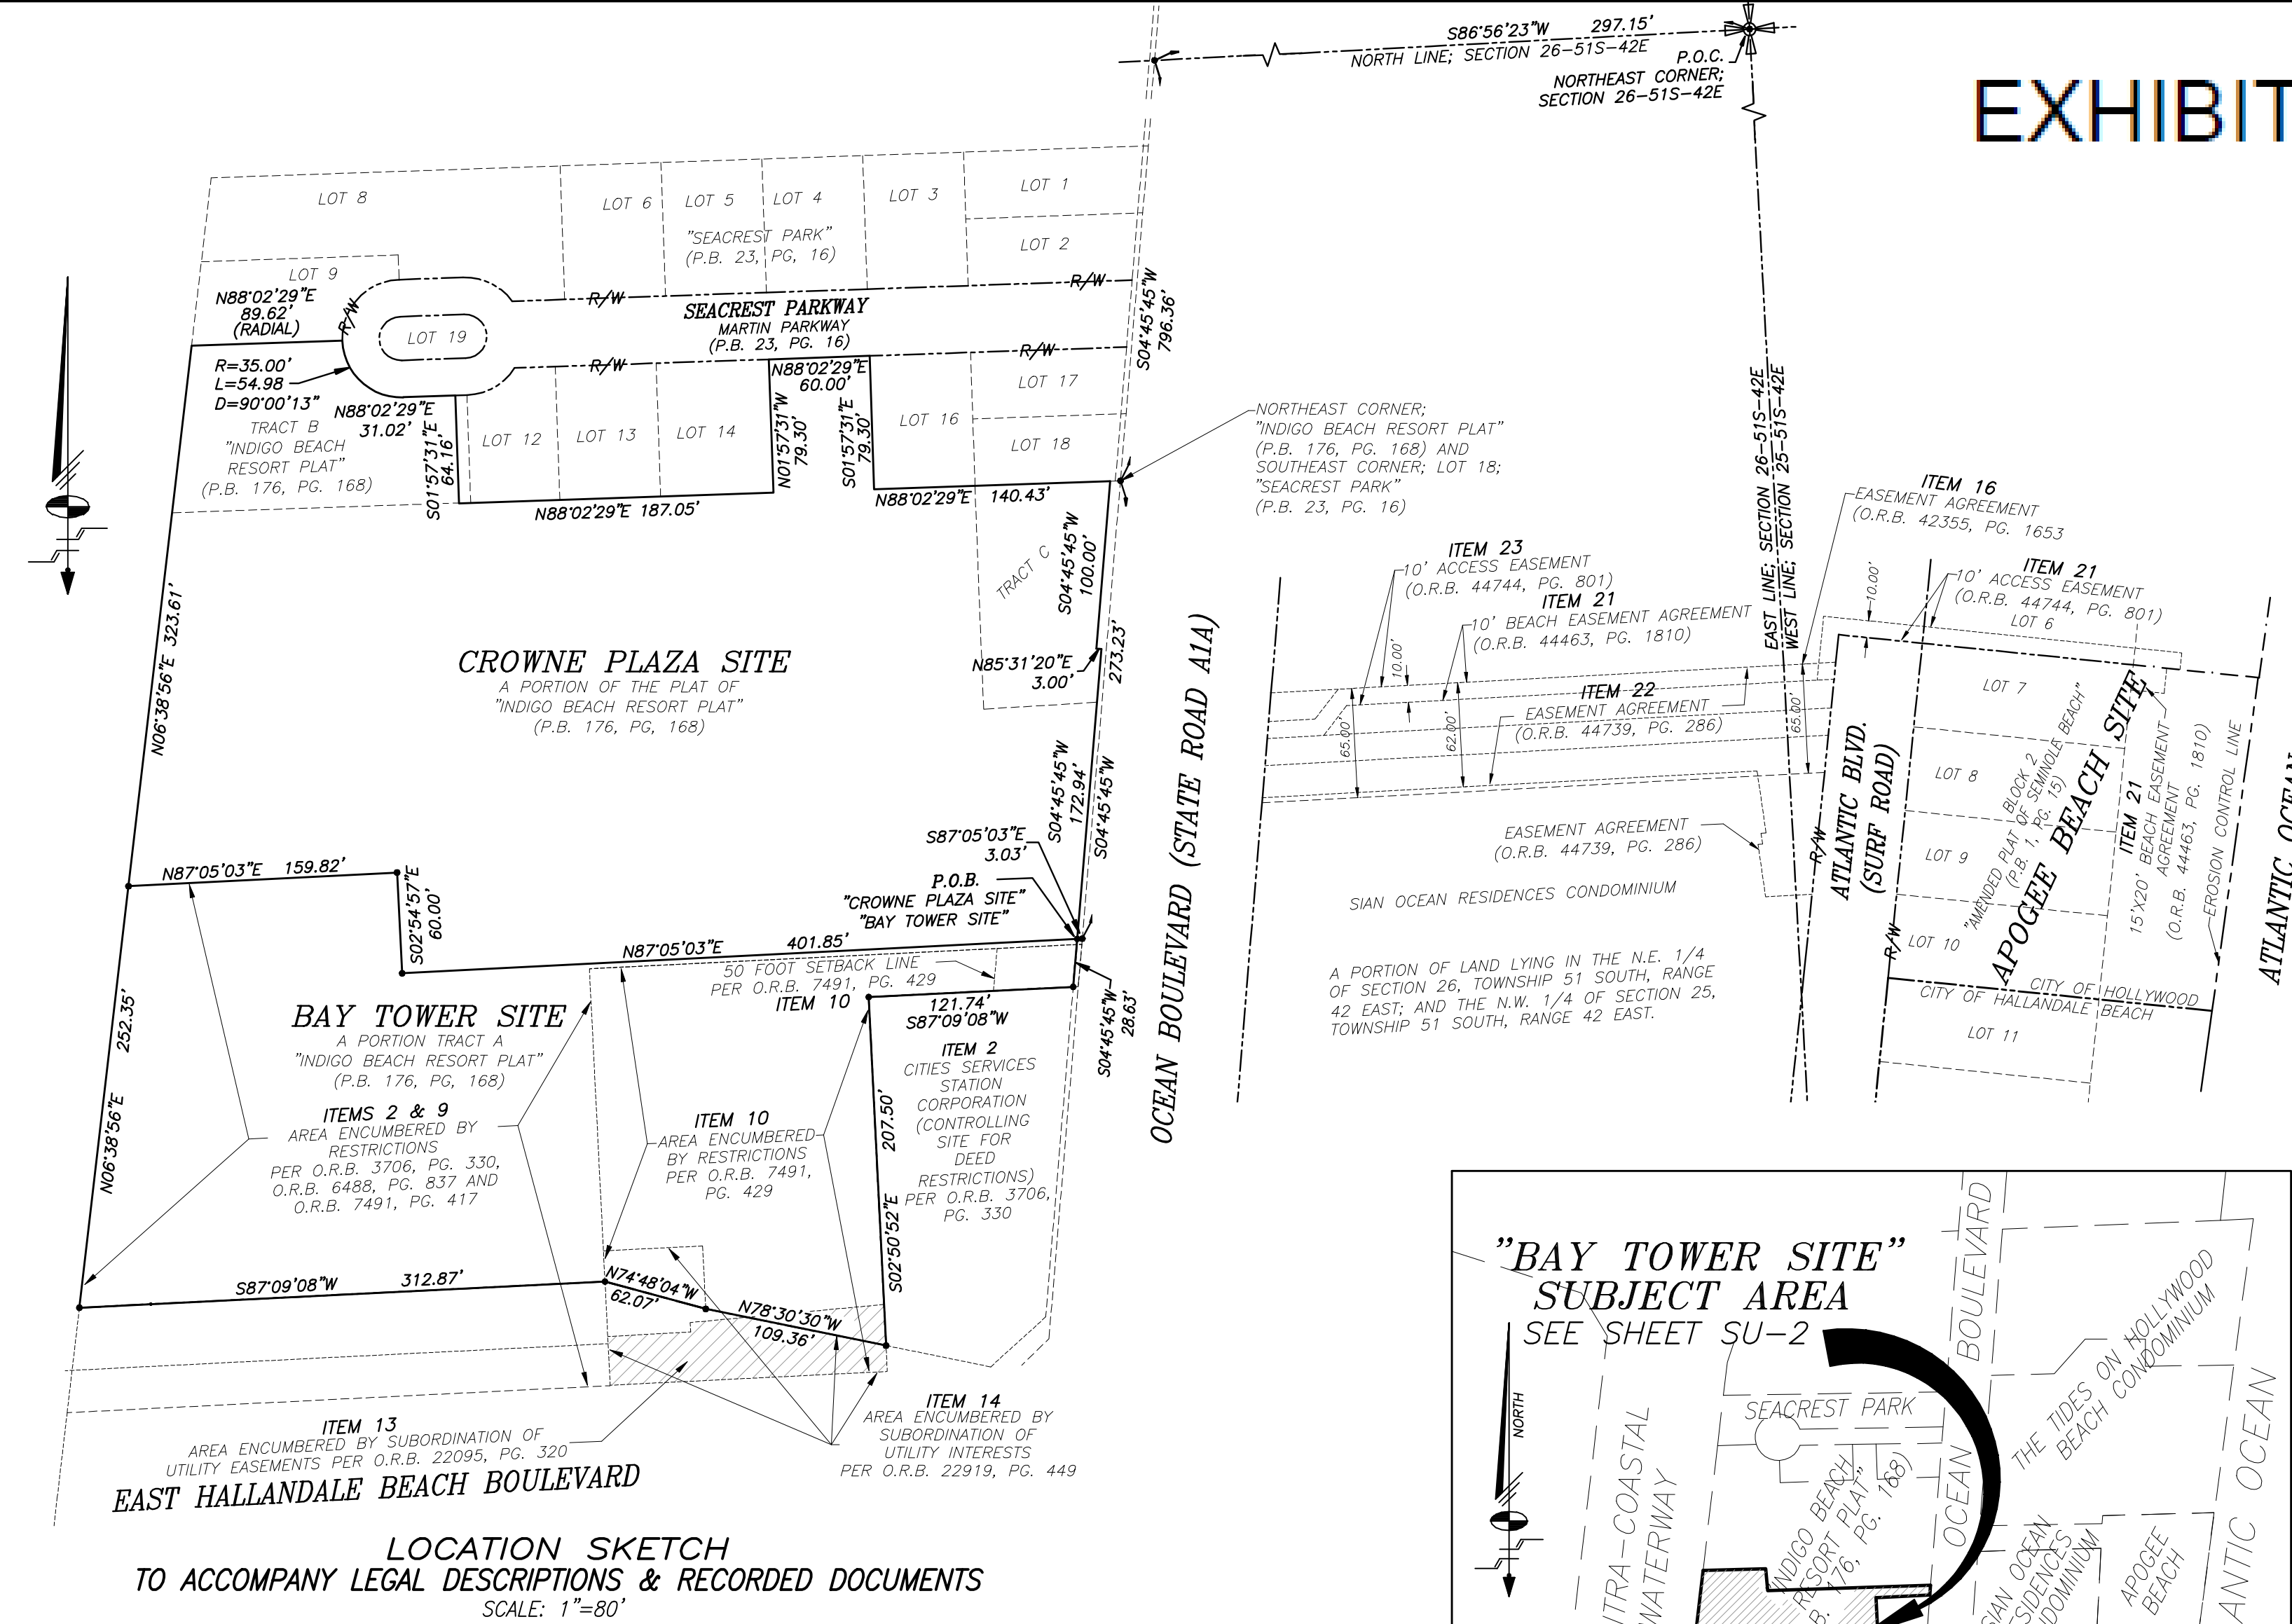 S86°56'23"W 297.15'
NORTH LINE; SECTION 26-51S-42E
P.O.C.
NORTHEAST CORNER;
SECTION 26-51S-42E
EXHIBIT
LOT 8
LOT 6
LOT 5
LOT 4
LOT 3
LOT 1
LOT 2
"SEACREST PARK"
(P.B. 23, PG, 16)
LOT 9
N88°02'29"E
89.62'
(RADIAL)
R/W
LOT 19
R/W
R/W
SEACREST PARKWAY
MARTIN PARKWAY
(P.B. 23, PG. 16)
R/W
R/W
S04°45'45"W
796.36'
R=35.00'
L=54.98
D=90°00'13"
N88°02'29"E
31.02'
TRACT B
"INDIGO BEACH
RESORT PLAT"
(P.B. 176, PG. 168)
S01°57'31"E
64.16'
LOT 12
LOT 13
LOT 14
N01°57'31"W
79.30'
N88°02'29"E
60.00'
S01°57'31"E
79.30'
LOT 16
LOT 17
LOT 18
N88°02'29"E 187.05'
N88°02'29"E 140.43'
NORTHEAST CORNER;
"INDIGO BEACH RESORT PLAT"
(P.B. 176, PG. 168) AND
SOUTHEAST CORNER; LOT 18;
"SEACREST PARK"
(P.B. 23, PG. 16)
EAST LINE; SECTION 26-51S-42E
WEST LINE; SECTION 25-51S-42E
TRACT C
S04°45'45"W
100.00'
N85°31'20"E
3.00'
273.23'
N06°38'56"E 323.61'
CROWNE PLAZA SITE
A PORTION OF THE PLAT OF
"INDIGO BEACH RESORT PLAT"
(P.B. 176, PG, 168)
S04°45'45"W
172.94'
S04°45'45"W
OCEAN BOULEVARD (STATE ROAD A1A)
ITEM 16
EASEMENT AGREEMENT
(O.R.B. 42355, PG. 1653
ITEM 23
10' ACCESS EASEMENT
(O.R.B. 44744, PG. 801)
ITEM 21
10' BEACH EASEMENT AGREEMENT
(O.R.B. 44463, PG. 1810)
10.00'
ITEM 22
EASEMENT AGREEMENT
(O.R.B. 44739, PG. 286)
65.00'
62.00'
65.00'
10.00'
ITEM 21
10' ACCESS EASEMENT
(O.R.B. 44744, PG. 801)
LOT 6
LOT 7
LOT 8
LOT 9
LOT 10
LOT 11
BLOCK 2,
"AMENDED PLAT OF SEMINOLE BEACH"
(P.B. 1, PG. 15)
APOGEE BEACH SITE
ITEM 21
15'X20' BEACH EASEMENT
AGREEMENT
(O.R.B. 44463, PG. 1810)
EROSION CONTROL LINE
ATLANTIC OCEAN
ATLANTIC BLVD.
(SURF ROAD)
R/W
R/W
CITY OF HOLLYWOOD
CITY OF HALLANDALE BEACH
EASEMENT AGREEMENT
(O.R.B. 44739, PG. 286)
SIAN OCEAN RESIDENCES CONDOMINIUM
A PORTION OF LAND LYING IN THE N.E. 1/4
OF SECTION 26, TOWNSHIP 51 SOUTH, RANGE
42 EAST; AND THE N.W. 1/4 OF SECTION 25,
TOWNSHIP 51 SOUTH, RANGE 42 EAST.
S87°05'03"E
3.03'
P.O.B.
"CROWNE PLAZA SITE"
"BAY TOWER SITE"
N87°05'03"E 159.82'
S02°54'57"E
60.00'
N87°05'03"E 401.85'
50 FOOT SETBACK LINE
PER O.R.B. 7491, PG. 429
ITEM 10
121.74'
S87°09'08"W
S04°45'45"W
28.63'
N06°38'56"E 252.35'
BAY TOWER SITE
A PORTION TRACT A
"INDIGO BEACH RESORT PLAT"
(P.B. 176, PG, 168)
ITEMS 2 & 9
AREA ENCUMBERED BY
RESTRICTIONS
PER O.R.B. 3706, PG. 330,
O.R.B. 6488, PG. 837 AND
O.R.B. 7491, PG. 417
ITEM 10
AREA ENCUMBERED
BY RESTRICTIONS
PER O.R.B. 7491,
PG. 429
S02°50'52"E 207.50'
ITEM 2
CITIES SERVICES
STATION
CORPORATION
(CONTROLLING
SITE FOR
DEED
RESTRICTIONS)
PER O.R.B. 3706,
PG. 330
S87°09'08"W 312.87'
N74°48'04"W
62.07'
N78°30'30"W
109.36'
ITEM 13
AREA ENCUMBERED BY SUBORDINATION OF
UTILITY EASEMENTS PER O.R.B. 22095, PG. 320
ITEM 14
AREA ENCUMBERED BY
SUBORDINATION OF
UTILITY INTERESTS
PER O.R.B. 22919, PG. 449
EAST HALLANDALE BEACH BOULEVARD
LOCATION SKETCH
TO ACCOMPANY LEGAL DESCRIPTIONS & RECORDED DOCUMENTS
SCALE: 1"=80'
"BAY TOWER SITE"
SUBJECT AREA
SEE SHEET SU-2
NORTH
SEACREST PARK
OCEAN BOULEVARD
THE TIDES ON HOLLYWOOD
BEACH CONDOMINIUM
INDIGO BEACH
RESORT PLAT"
176, PG. 168)
WATERWAY
APOGEE
BEACH
OCEAN